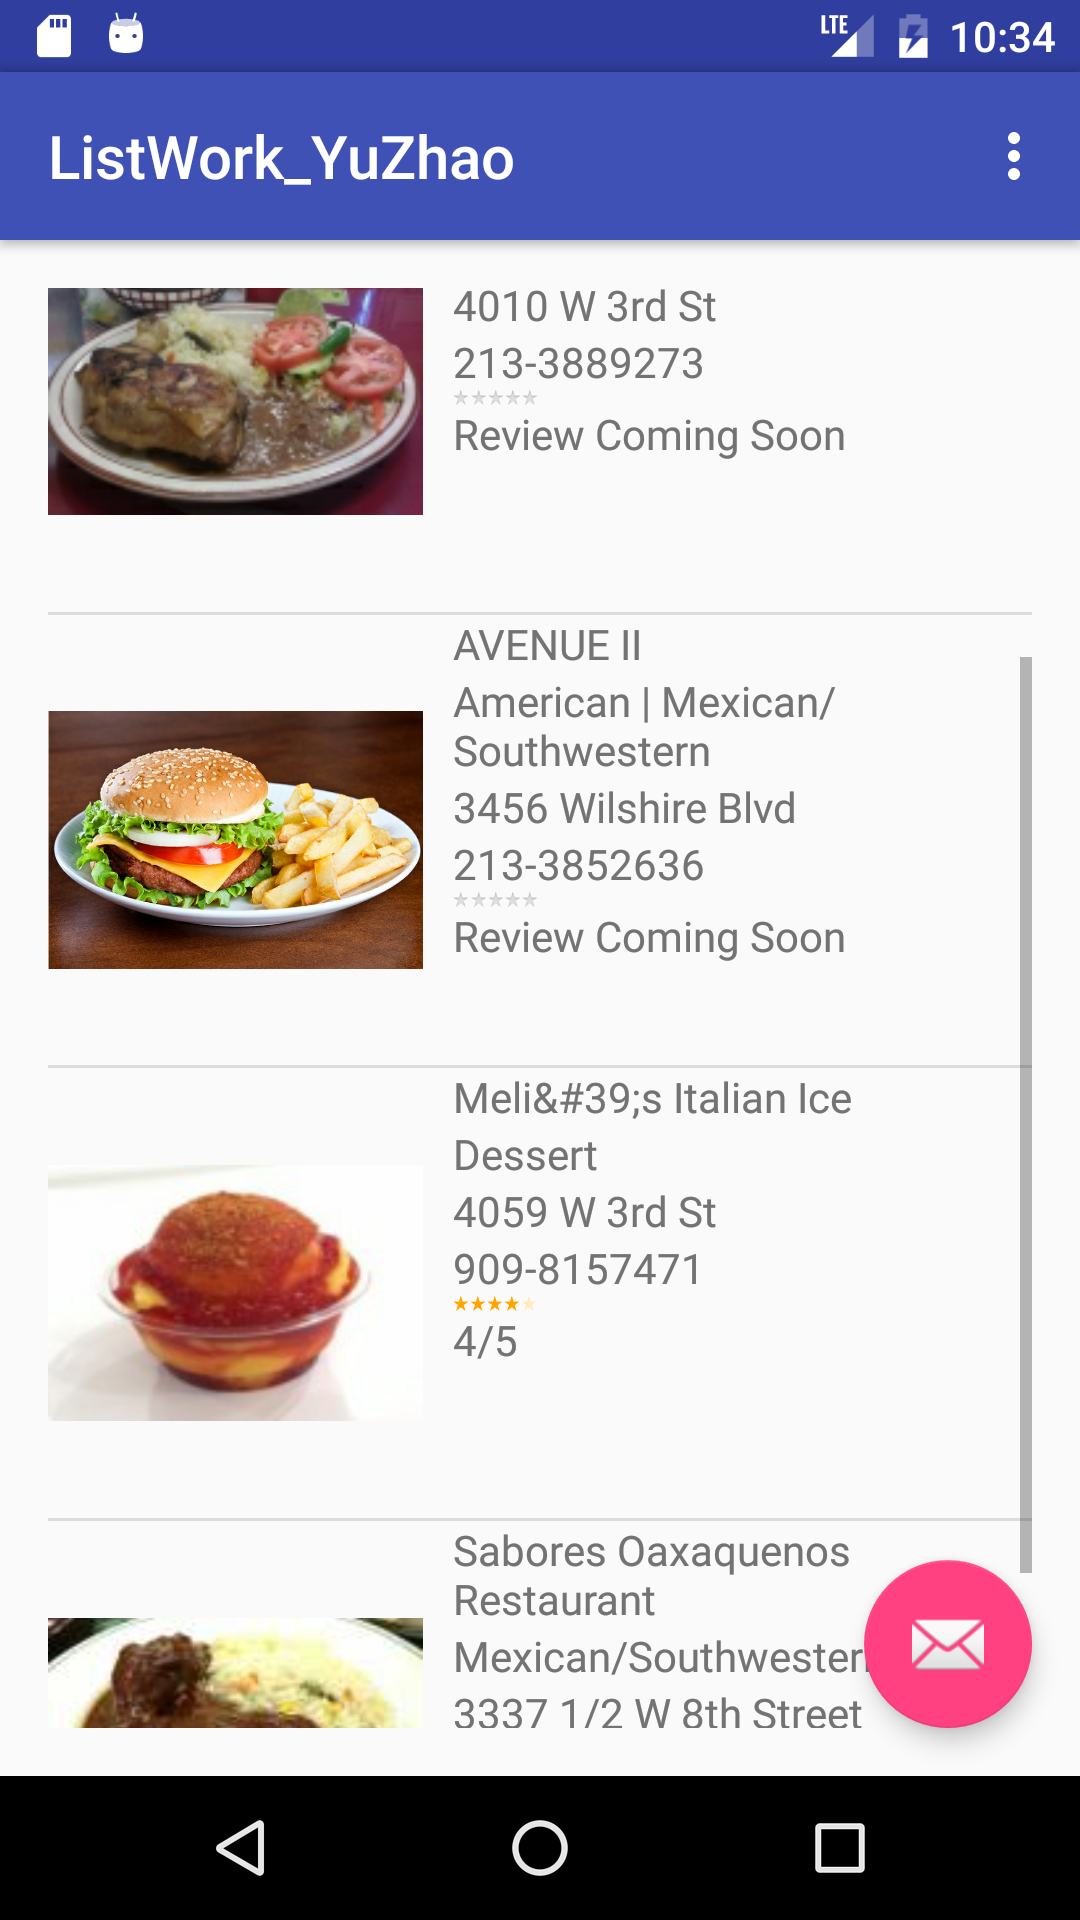 LTE 10:34
ListWork_YuZhao
4010 W 3rd St
213-3889273
Review Coming Soon
AVENUE II
American | Mexican/
Southwestern
3456 Wilshire Blvd
213-3852636
Review Coming Soon
Meli&#39;s Italian Ice
Dessert
4059 W 3rd St
909-8157471
4/5
Sabores Oaxaquenos
Restaurant
Mexican/Southwestern
3337 1/2 W 8th Street